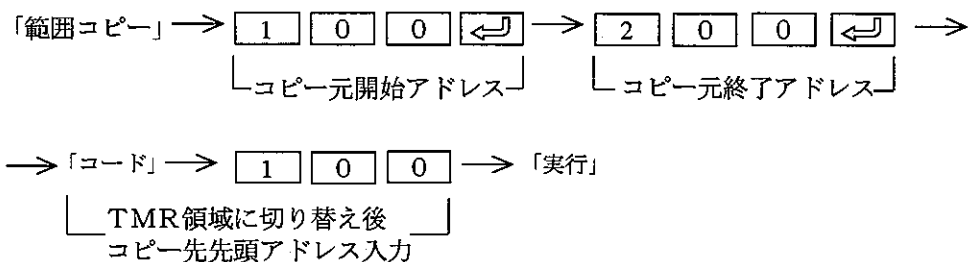 「範囲コピー」 → 1 0 0 ⏎ → 2 0 0 ⏎ →
コピー元開始アドレス コピー元終了アドレス
→ 「コード」 → 1 0 0 → 「実行」
TMR領域に切り替え後
コピー先先頭アドレス入力